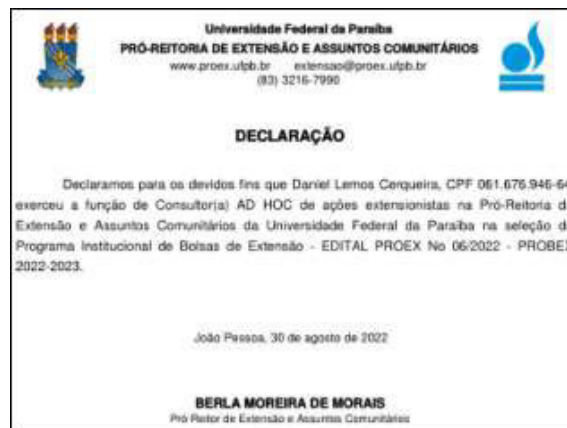 Universidade Federal da Paraíba
PRÓ-REITORIA DE EXTENSÃO E ASSUNTOS COMUNITÁRIOS
www.proex.ufpb.br extensao@proex.ufpb.br
(83) 3216-7990
DECLARAÇÃO
Declaramos para os devidos fins que Daniel Lemos Cerqueira, CPF 061.676.946-64
exerceu a função de Consultor(a) AD HOC de ações extensionistas na Pró-Reitoria d
Extensão e Assuntos Comunitários da Universidade Federal da Paraíba na seleção d
Programa Institucional de Bolsas de Extensão - EDITAL PROEX No 06/2022 - PROBEX
2022-2023.
João Pessoa, 30 de agosto de 2022
BERLA MOREIRA DE MORAIS
Pró Reitor de Extensão e Assuntos Comunitários